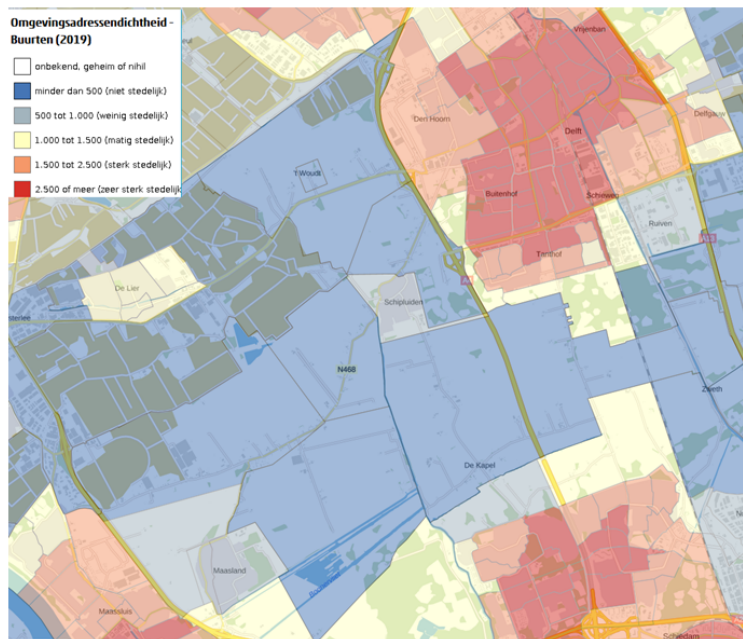 Omgevingsadressendichtheid -
Buurten (2019)
onbekend, geheim of nihil
minder dan 500 (niet stedelijk)
500 tot 1.000 (weinig stedelijk)
1.000 tot 1.500 (matig stedelijk)
1.500 tot 2.500 (sterk stedelijk)
2.500 of meer (zeer sterk stedelijk
Vrijenban
Den Hoorn
Delfgauw
Delft
't Woudt
Buitenhof
Schieweg
Ruiven
A13
Tanthof
A4
De Lier
Schipluiden
N468
Zweth
De Kapel
Maasland
Maassluis
Schiedam